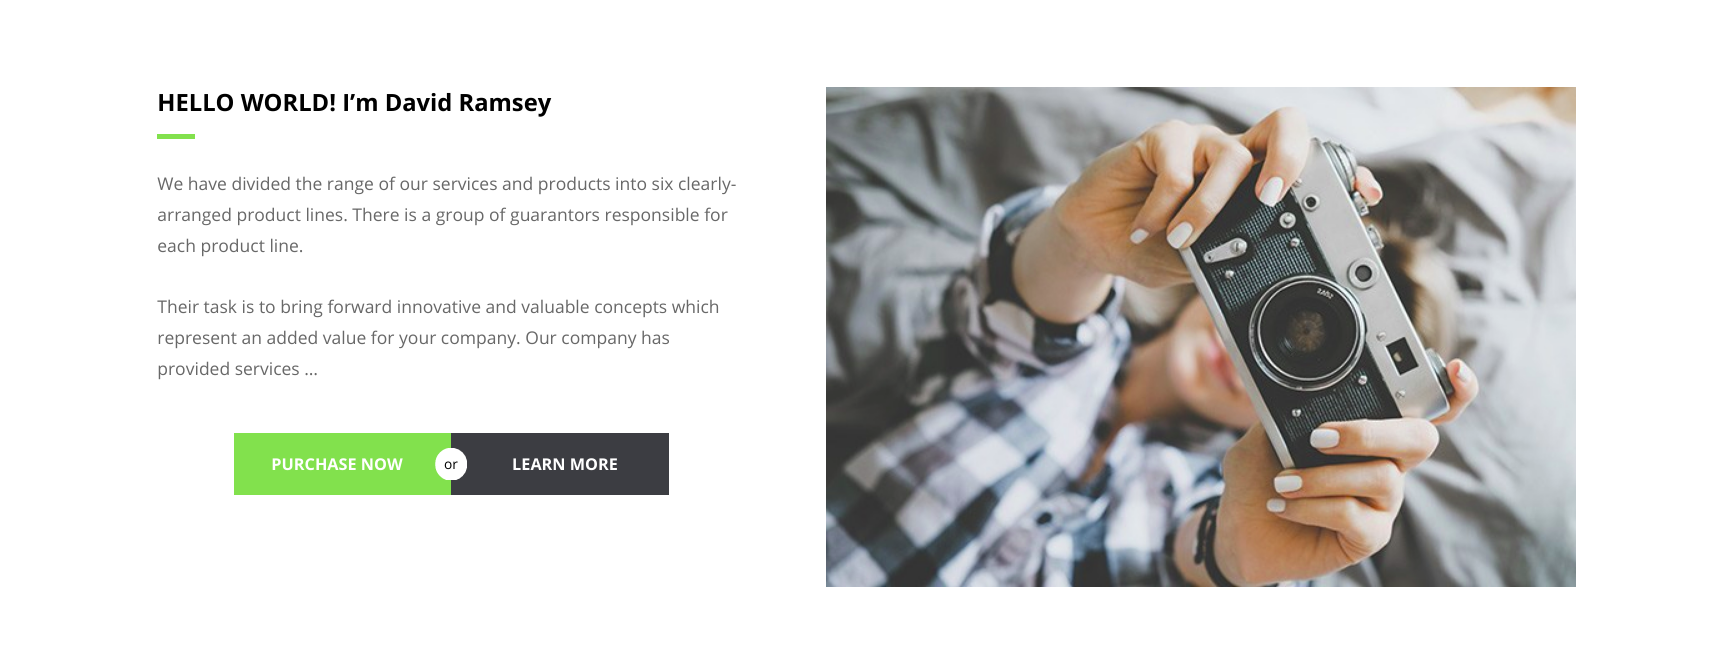 HELLO WORLD! I’m David Ramsey
We have divided the range of our services and products into six clearly-
arranged product lines. There is a group of guarantors responsible for
each product line.
Their task is to bring forward innovative and valuable concepts which
represent an added value for your company. Our company has
provided services ...
PURCHASE NOW or LEARN MORE